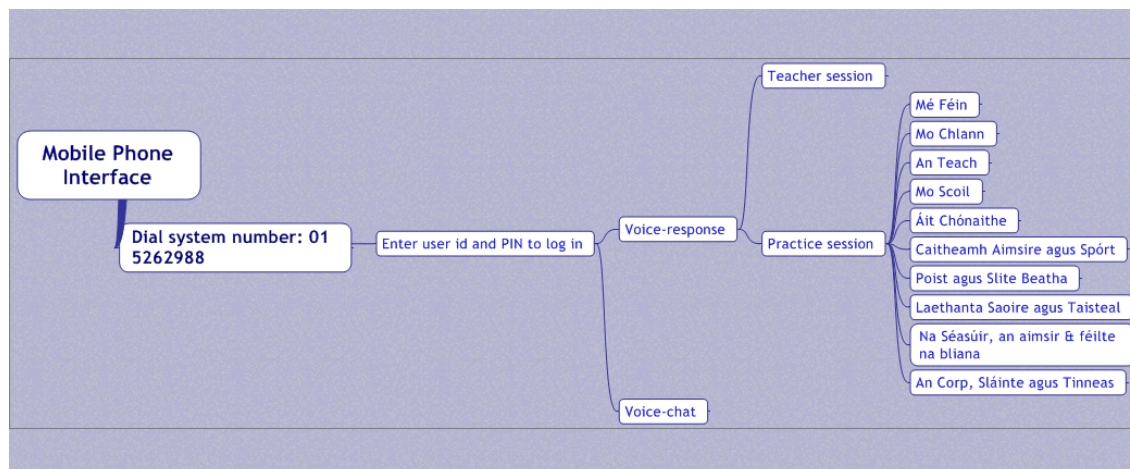 Mobile Phone
Interface
Dial system number: 01
5262988
Enter user id and PIN to log in
Voice-response
Teacher session
Practice session
Mé Féin
Mo Chlann
An Teach
Mo Scoil
Áit Chónaithe
Caitheamh Aimsire agus Spórt
Poist agus Slite Beatha
Laethanta Saoire agus Taisteal
Na Séasúir, an aimsir & féilte
na bliana
An Corp, Sláinte agus Tinneas
Voice-chat